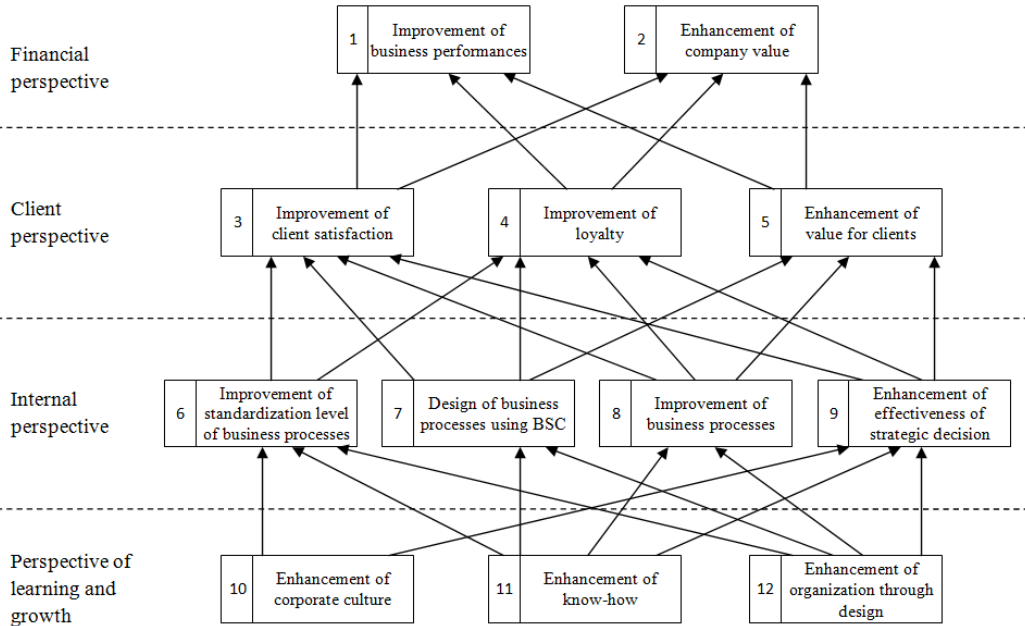 Financial
perspective
1
Improvement of
business performances
2
Enhancement of
company value
Client
perspective
3
Improvement of
client satisfaction
4
Improvement of
loyalty
5
Enhancement of
value for clients
Internal
perspective
6
Improvement of
standardization level
of business processes
7
Design of business
processes using BSC
8
Improvement of
business processes
9
Enhancement of
effectiveness of
strategic decision
Perspective of
learning and
growth
10
Enhancement of
corporate culture
11
Enhancement of
know-how
12
Enhancement of
organization through
design